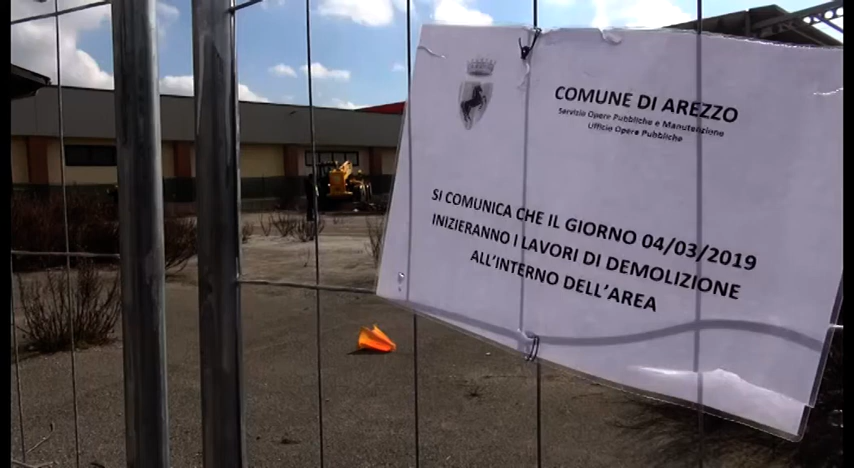 COMUNE DI AREZZO
Servizio Opere Pubbliche e Manutenzione
Ufficio Opere Pubbliche
SI COMUNICA CHE IL GIORNO 04/03/2019
INIZIERANNO I LAVORI DI DEMOLIZIONE
ALL'INTERNO DELL'AREA